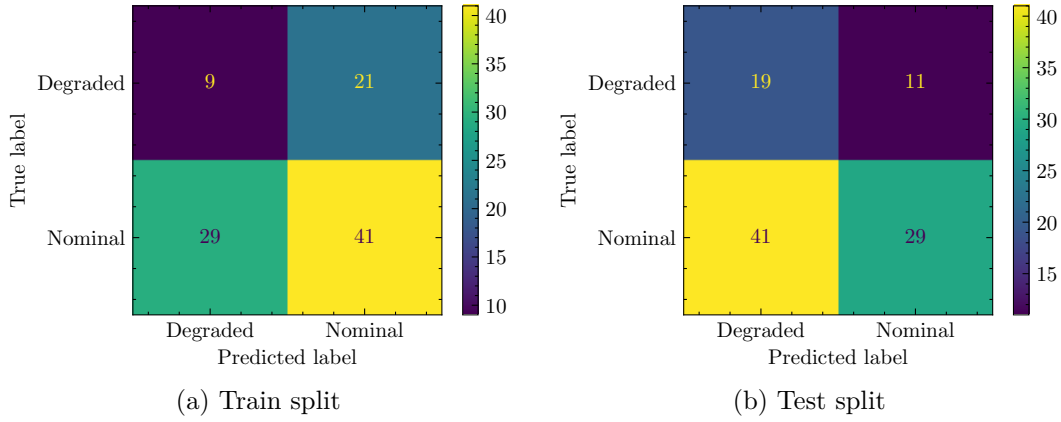 Degraded
Nominal
True label
9
21
29
41
Degraded
Nominal
Predicted label
40
35
30
25
20
15
10
(a) Train split
Degraded
Nominal
True label
19
11
41
29
Degraded
Nominal
Predicted label
40
35
30
25
20
15
(b) Test split